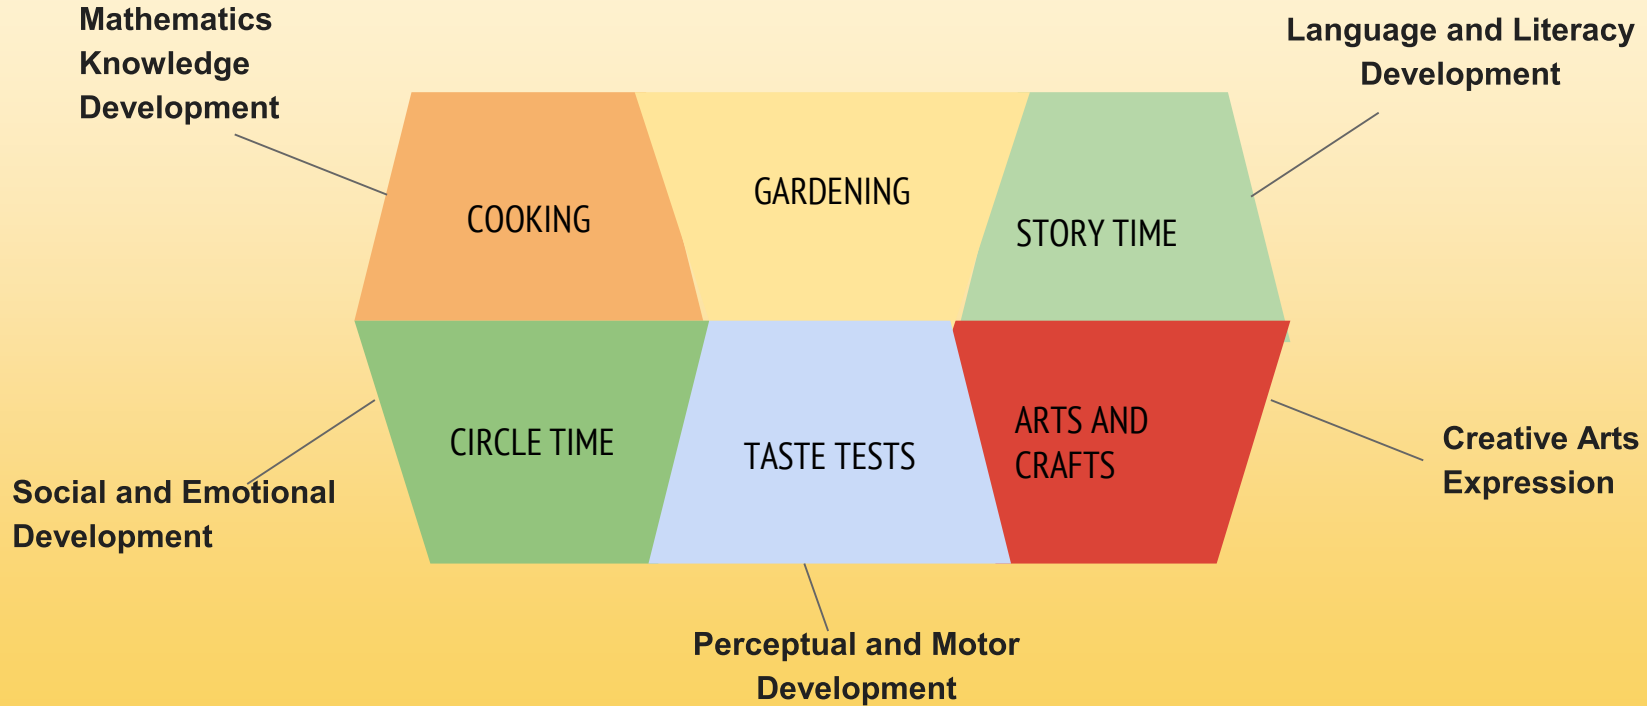 Mathematics
Knowledge
Development
Language and Literacy
Development
COOKING
GARDENING
STORY TIME
CIRCLE TIME
TASTE TESTS
ARTS AND
CRAFTS
Social and Emotional
Development
Creative Arts
Expression
Perceptual and Motor
Development